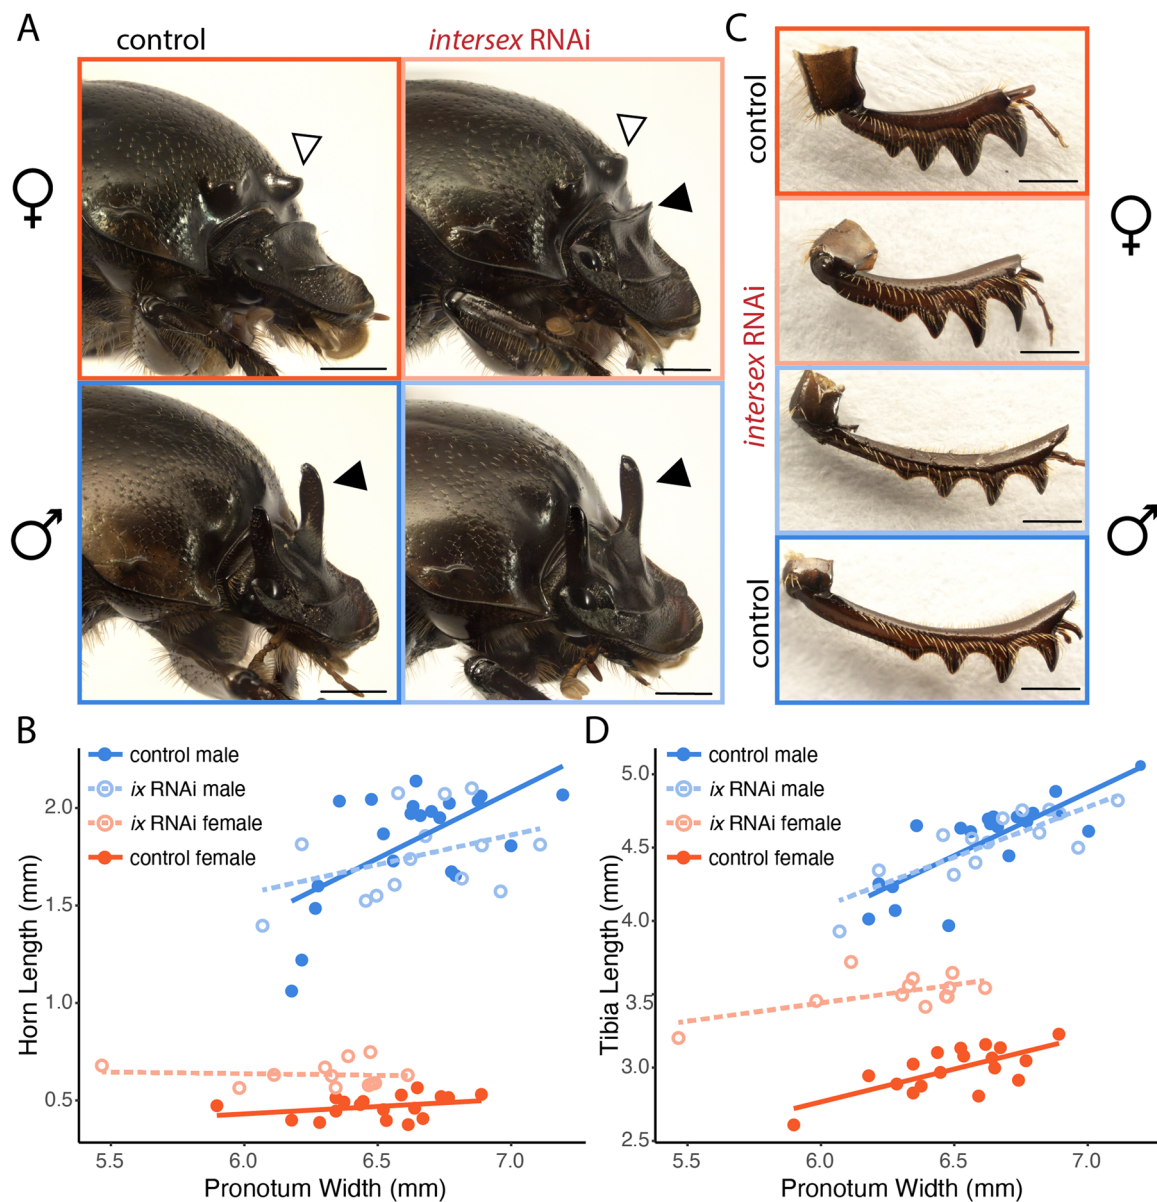 A
control
intersex RNAi
♀
♂
B
control male
ix RNAi male
ix RNAi female
control female
Horn Length (mm)
2.0
1.5
1.0
0.5
5.5 6.0 6.5 7.0
Pronotum Width (mm)
C
control
intersex RNAi
control
♀
♂
D
control male
ix RNAi male
ix RNAi female
control female
Tibia Length (mm)
5.0
4.5
4.0
3.5
3.0
2.5
5.5 6.0 6.5 7.0
Pronotum Width (mm)